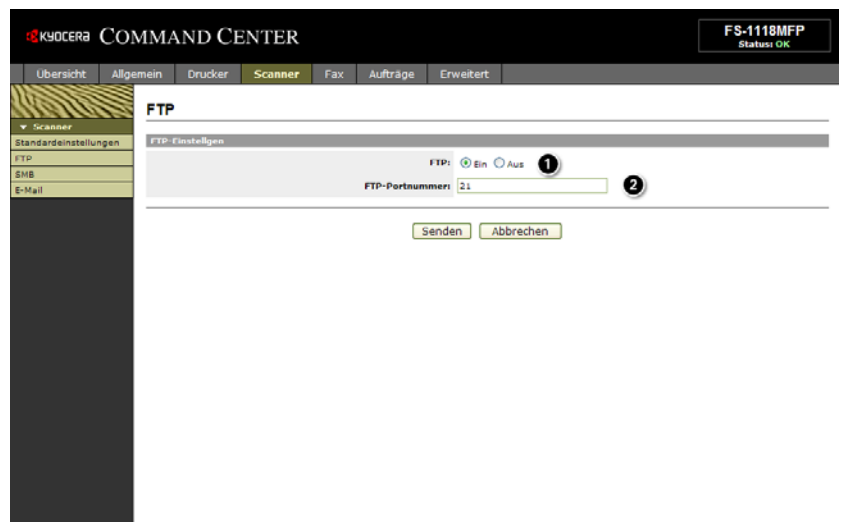 KYOCERA COMMAND CENTER
FS-1118MFP
Status: OK
Übersicht Allgemein Drucker Scanner Fax Aufträge Erweitert
▼ Scanner
Standardeinstellungen
FTP
SMB
E-Mail
FTP
FTP-Einstellgen
FTP: Ein Aus 1
FTP-Portnummer: 21 2
Senden Abbrechen